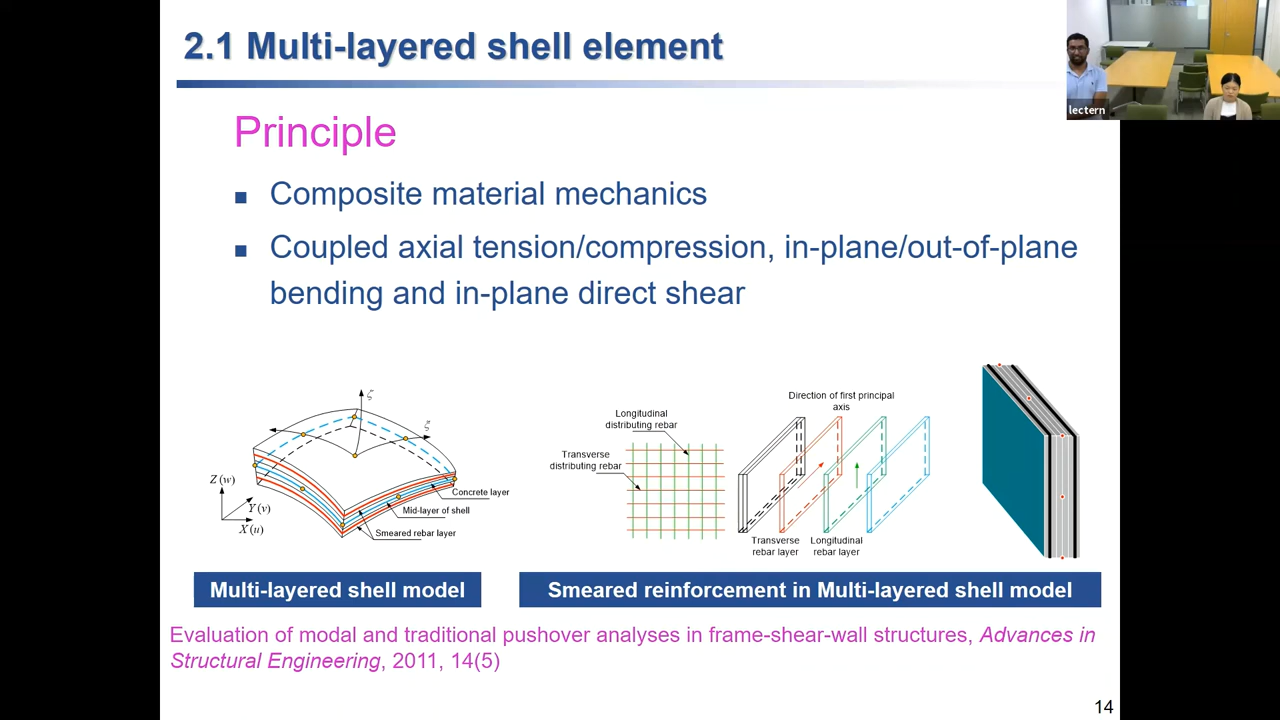 2.1 Multi-layered shell element
lectern
Principle
Composite material mechanics
Coupled axial tension/compression, in-plane/out-of-plane
bending and in-plane direct shear
ζ
ξ
Z(w)
Y(v)
X(u)
Concrete layer
Mid-layer of shell
Smeared rebar layer
Longitudinal
distributing rebar
Transverse
distributing rebar
Direction of first principal
axis
Transverse
rebar layer
Longitudinal
rebar layer
Multi-layered shell model
Smeared reinforcement in Multi-layered shell model
Evaluation of modal and traditional pushover analyses in frame-shear-wall structures, Advances in
Structural Engineering, 2011, 14(5)
14